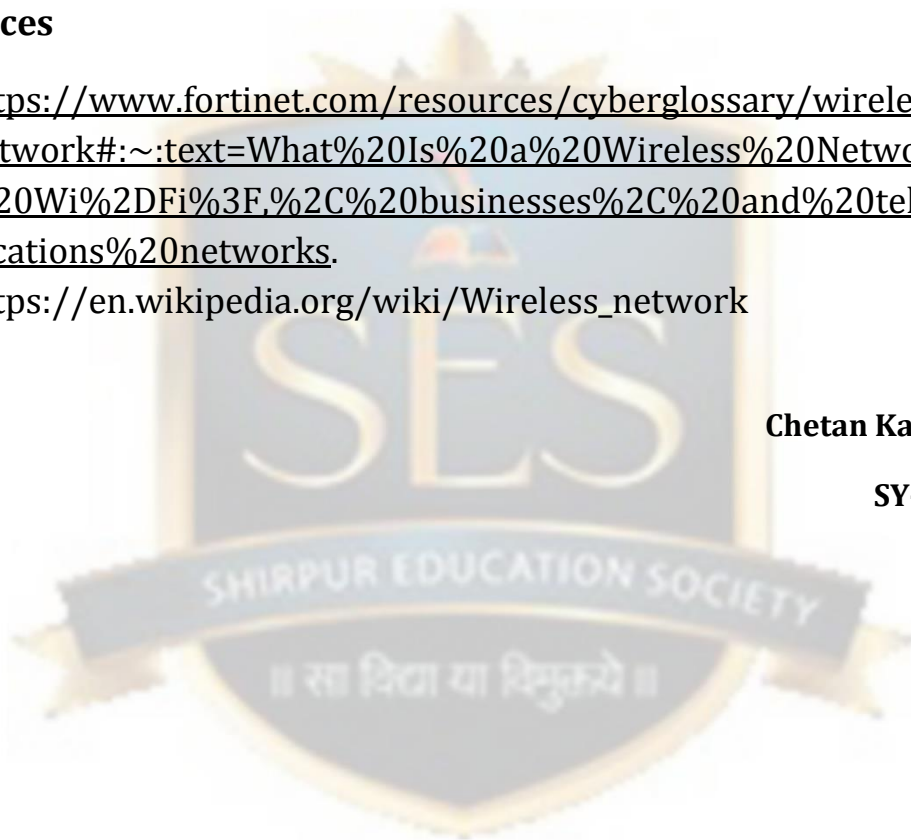 ces
tps://www.fortinet.com/resources/cyberglossary/wirele
twork#:~:text=What%20Is%20a%20Wireless%20Netwo
20Wi%2DFi%3F,%2C%20businesses%2C%20and%20tel
cations%20networks.
tps://en.wikipedia.org/wiki/Wireless_network
SES
Chetan Ka
SY
SHIRPUR EDUCATION SOCIETY
॥ सा विद्या या विमुक्तये ॥